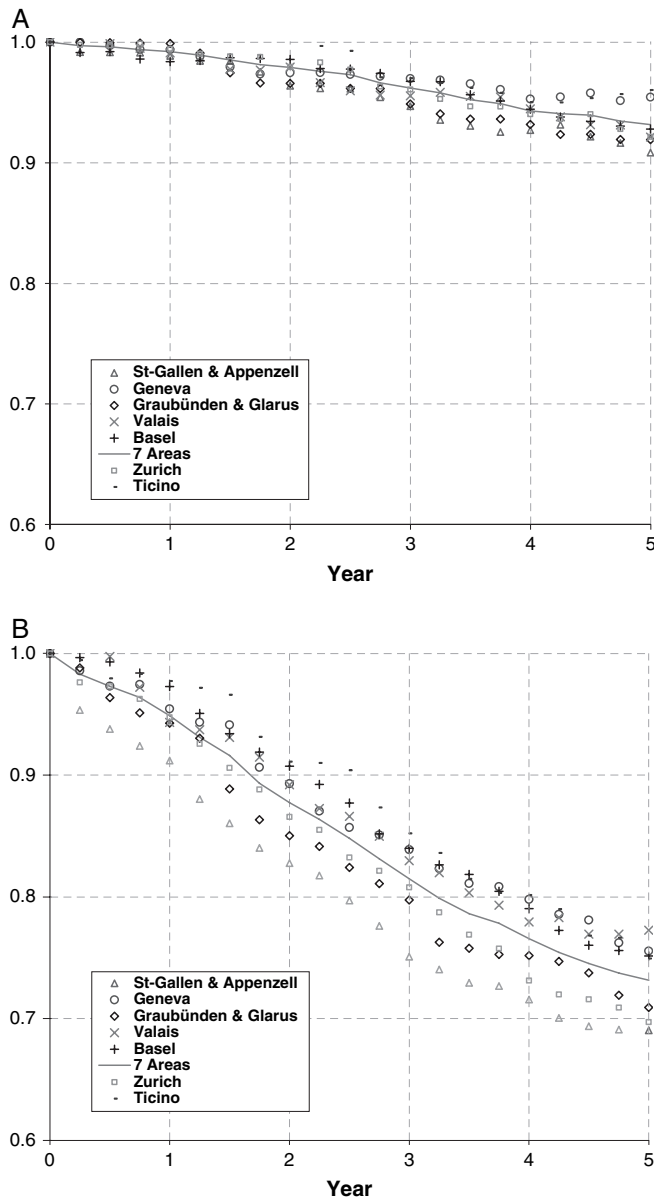 A
1.0
0.9
0.8
0.7
0.6
St-Gallen & Appenzell
Geneva
Graubünden & Glarus
Valais
Basel
7 Areas
Zurich
Ticino
0 1 2 3 4 5
Year
B
1.0
0.9
0.8
0.7
0.6
St-Gallen & Appenzell
Geneva
Graubünden & Glarus
Valais
Basel
7 Areas
Zurich
Ticino
0 1 2 3 4 5
Year